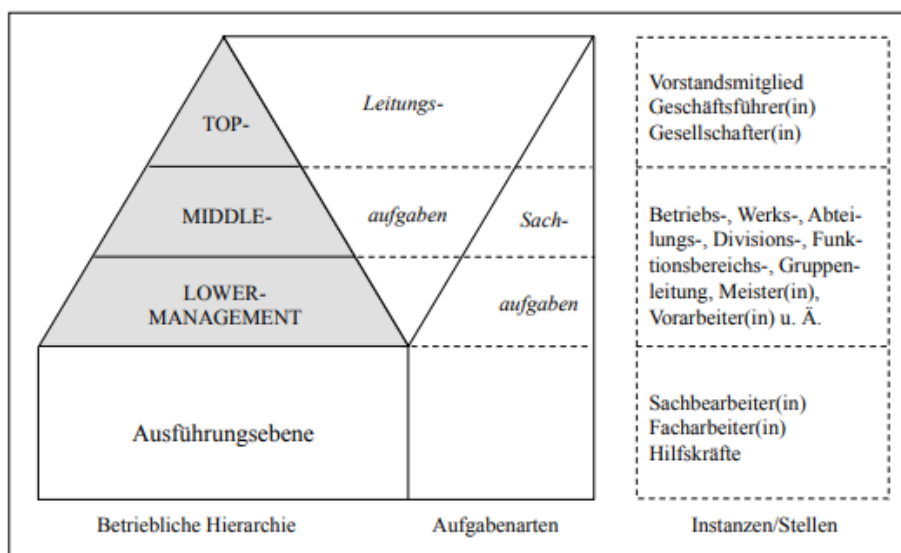 TOP-
MIDDLE-
LOWER-
MANAGEMENT
Ausführungsebene
Betriebliche Hierarchie
Leitungs-
aufgaben
Sach-
aufgaben
Aufgabenarten
Vorstandsmitglied
Geschäftsführer(in)
Gesellschafter(in)
Betriebs-, Werks-, Abtei-
lungs-, Divisions-, Funk-
tionsbereichs-, Gruppen-
leitung, Meister(in),
Vorarbeiter(in) u. Ä.
Sachbearbeiter(in)
Facharbeiter(in)
Hilfskräfte
Instanzen/Stellen